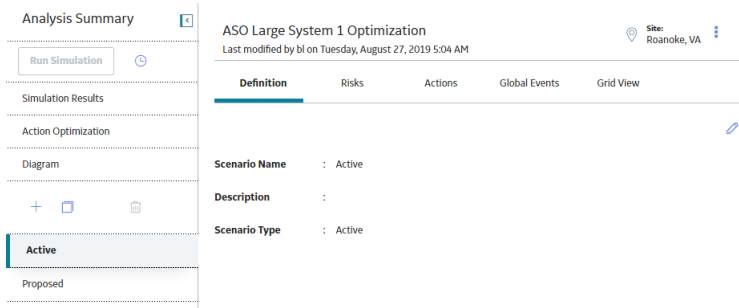 Analysis Summary
Run Simulation
Simulation Results
Action Optimization
Diagram
Active
Proposed
ASO Large System 1 Optimization
Last modified by bl on Tuesday, August 27, 2019 5:04 AM
Site:
Roanoke, VA
Definition Risks Actions Global Events Grid View
Scenario Name : Active
Description :
Scenario Type : Active